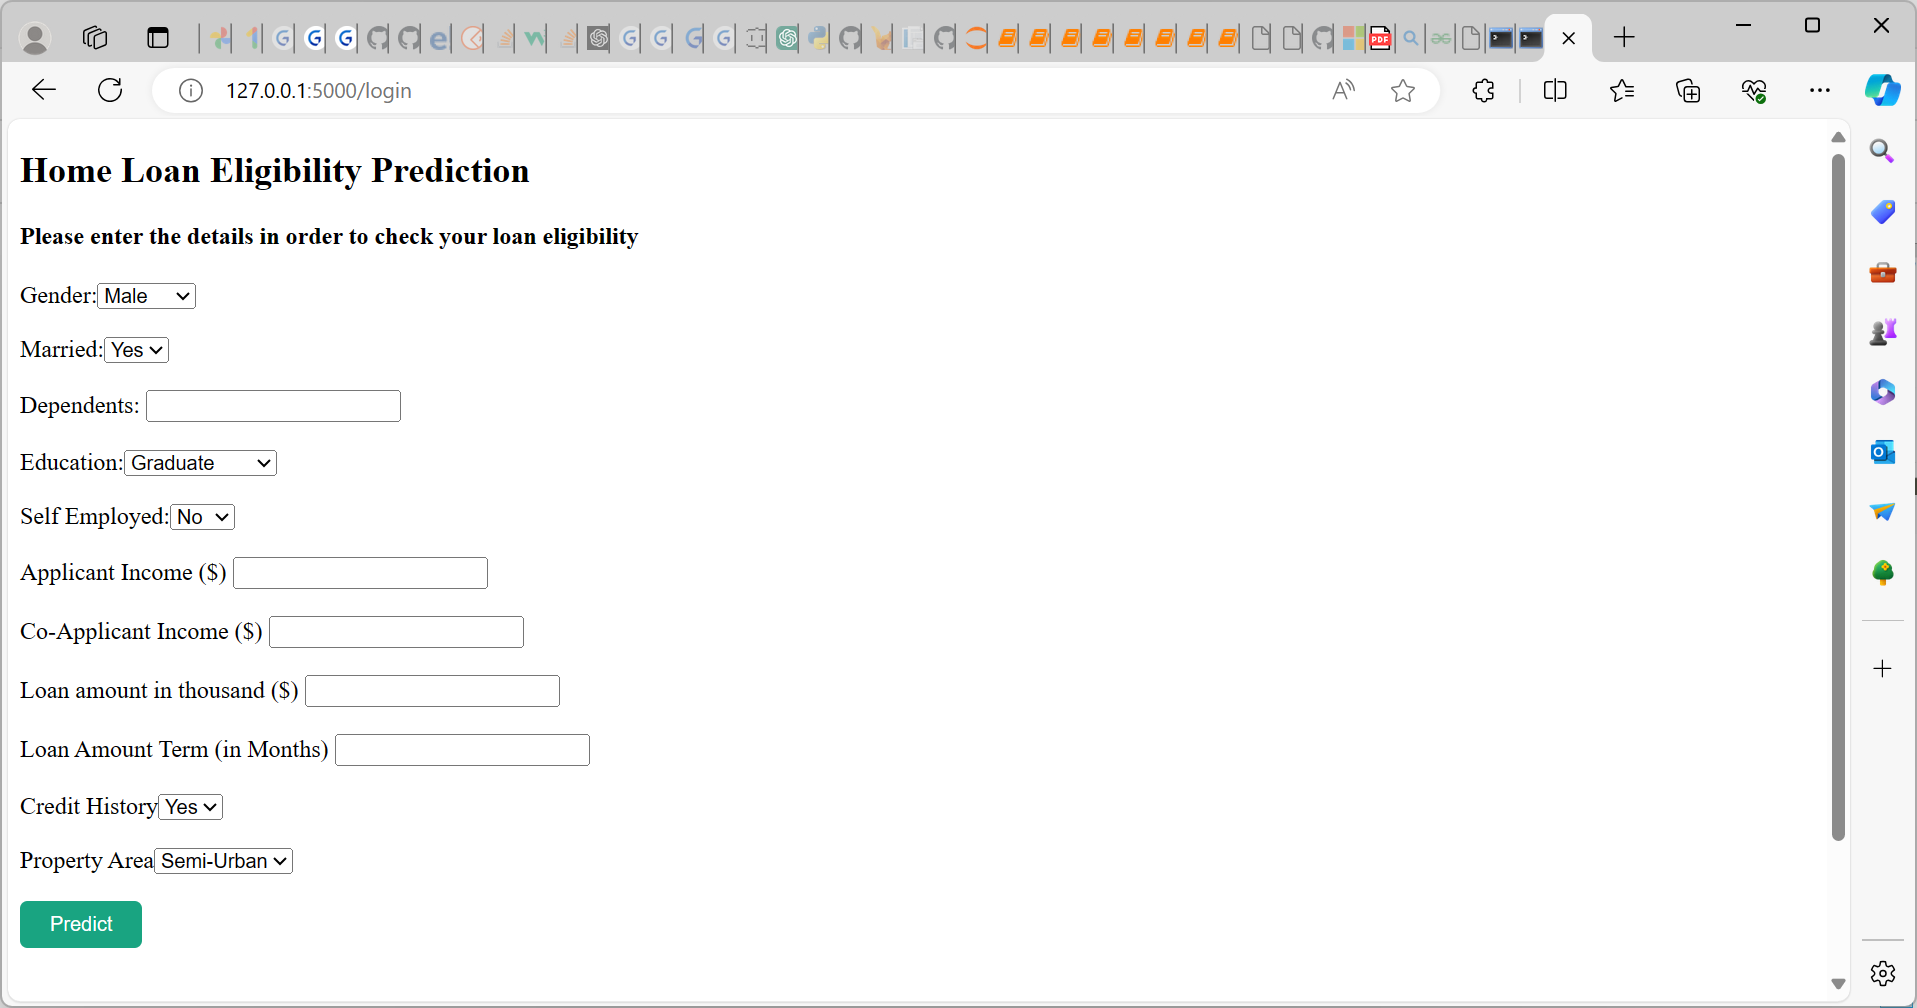 127.0.0.1:5000/login
Home Loan Eligibility Prediction
Please enter the details in order to check your loan eligibility
Gender: Male
Married: Yes
Dependents:
Education: Graduate
Self Employed: No
Applicant Income ($)
Co-Applicant Income ($)
Loan amount in thousand ($)
Loan Amount Term (in Months)
Credit History Yes
Property Area Semi-Urban
Predict